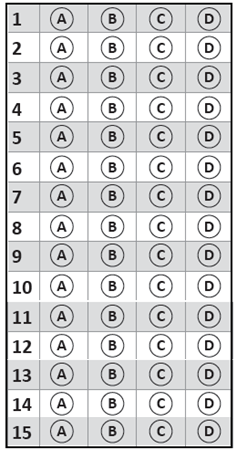 1 A B C D
2 A B C D
3 A B C D
4 A B C D
5 A B C D
6 A B C D
7 A B C D
8 A B C D
9 A B C D
10 A B C D
11 A B C D
12 A B C D
13 A B C D
14 A B C D
15 A B C D